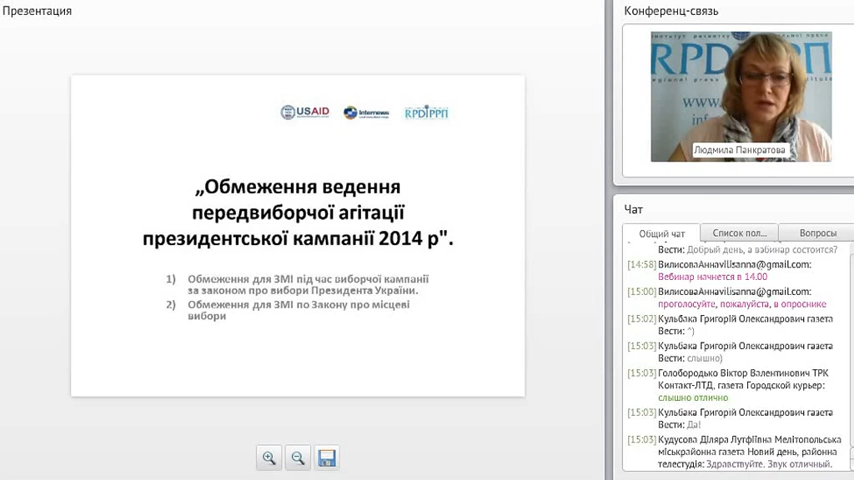 Презентация
USAID
Internews
RPDІРРП
„Обмеження ведення
передвиборчої агітації
президентської кампанії 2014 р".
1) Обмеження для ЗМІ під час виборчої кампанії
за законом про вибори Президента України.
2) Обмеження для ЗМІ по Закону про місцеві
вибори
Конференц-связь
RPD РРП
www.
Людмила Панкратова
Чат
Общий чат
Список пол...
Вопросы
Вести: Добрый день, а вэбинар состоится?
[14:58] ВилисоваАннаvilisanna@gmail.com:
Вебинар начнется в 14.00
[15:00] ВилисоваАннаvilisanna@gmail.com:
проголосуйте, пожалуйста, в опроснике
[15:02] Кульбака Григорій Олександрович газета
Вести: ^)
[15:03] Кульбака Григорій Олександрович газета
Вести: слышно)
[15:03] Голобородько Віктор Валентинович ТРК
Контакт-ЛТД, газета Городской курьер:
слышно отлично
[15:03] Кульбака Григорій Олександрович газета
Вести: Да!
[15:03] Кудусова Діляра Лутфіївна Мелітопольська
міськрайонна газета Новий день, районна
телестудія: Здравствуйте. Звук отличный.